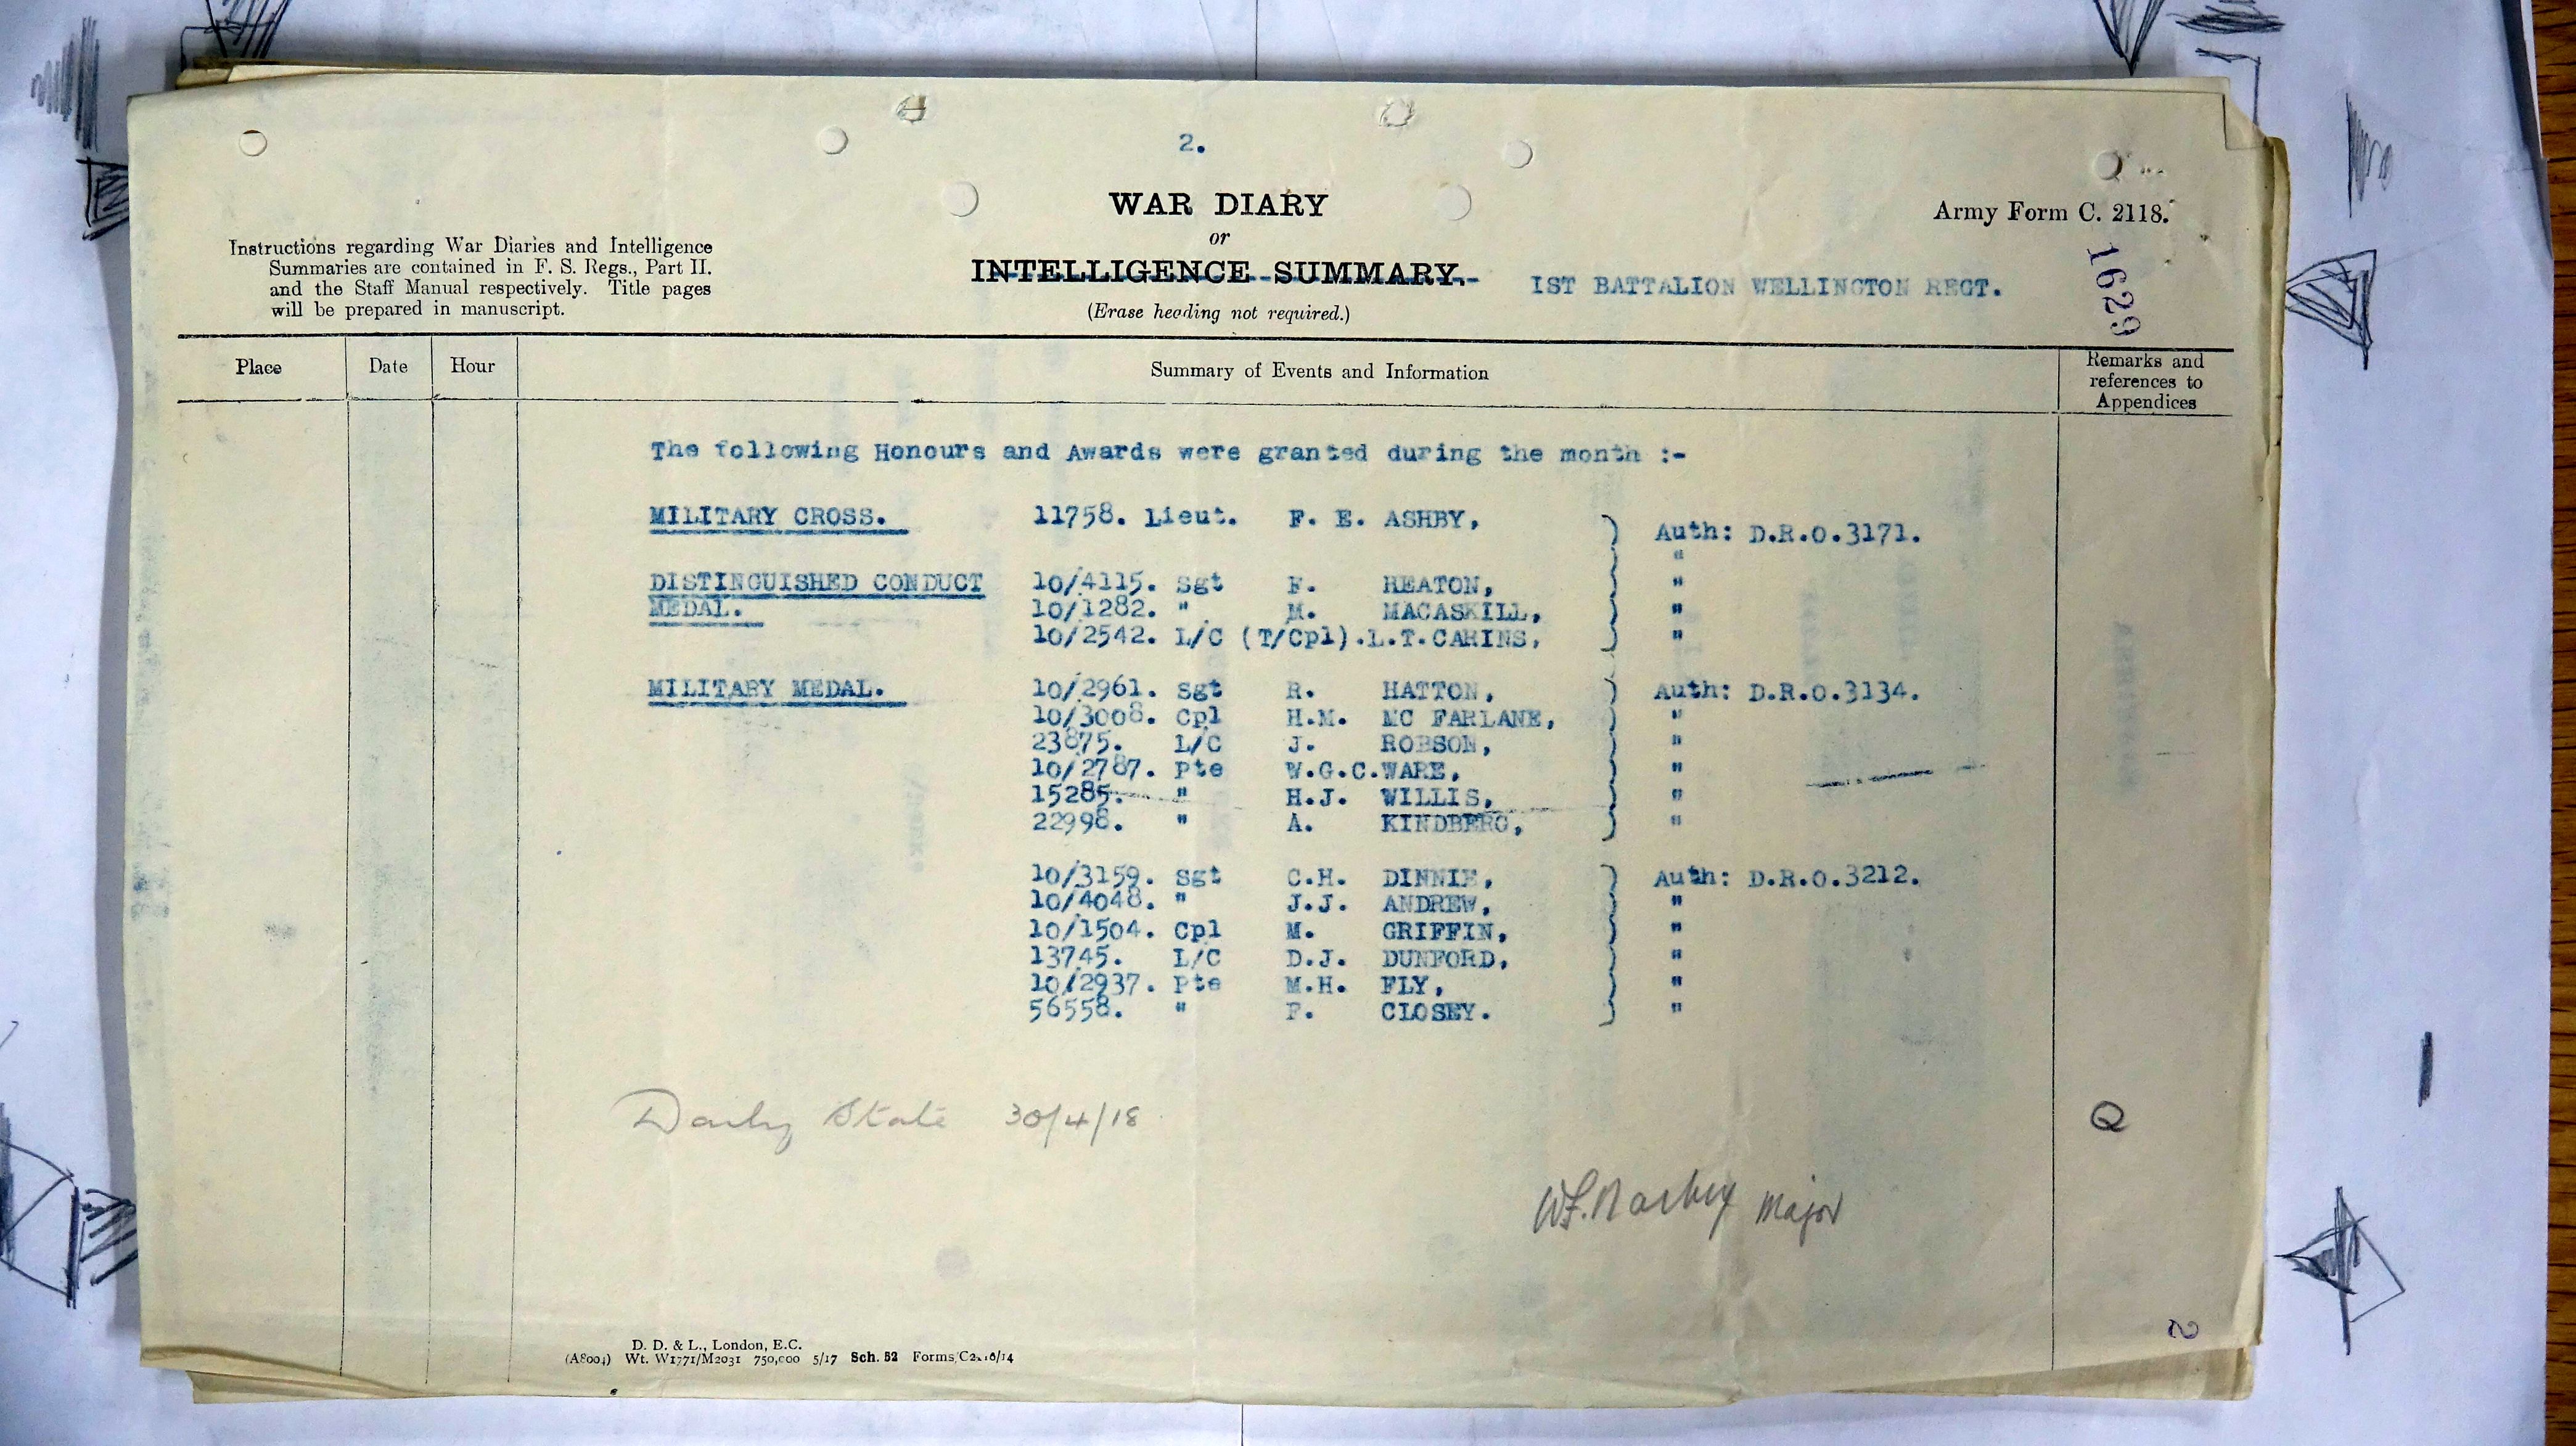 2.
WAR DIARY
or
INTELLIGENCE SUMMARY.
(Erase heading not required.)
1ST BATTALION WELLINGTON REGT.
Army Form C. 2118.
1629
Instructions regarding War Diaries and Intelligence
Summaries are contained in F. S. Regs., Part II.
and the Staff Manual respectively. Title pages
will be prepared in manuscript.
Place Date Hour Summary of Events and Information Remarks and
references to
Appendices
The following Honours and Awards were granted during the month :-
MILITARY CROSS. 11758. Lieut. F. E. ASHBY, ) Auth: D.R.O.3171.
"
DISTINGUISHED CONDUCT 10/4115. Sgt F. HEATON, ) "
MEDAL. 10/1282. " M. MACASKILL, ) "
10/2542. L/C (T/Cpl).L.T.CARINS, ) "
MILITARY MEDAL. 10/2961. Sgt R. HATTON, ) Auth: D.R.O.3134.
10/3008. Cpl H.M. MC FARLANE, ) "
23875. L/C J. ROBSON, ) "
10/2787. Pte W.G.C.WARE, ) "
15285. " H.J. WILLIS, ) "
22998. " A. KINDBERG, ) "
10/3159. Sgt C.H. DINNIE, ) Auth: D.R.O.3212.
10/4048. " J.J. ANDREW, ) "
10/1504. Cpl M. GRIFFIN, ) "
13745. L/C D.J. DUNFORD, ) "
10/2937. Pte M.H. FLY, ) "
56558. " F. CLOSEY. ) "
Daily State 30/4/18
Q
Major
2
D. D. & L., London, E.C.
(A8004) Wt. W1771/M2031 750,000 5/17 Sch. 52 Forms/C2118/14